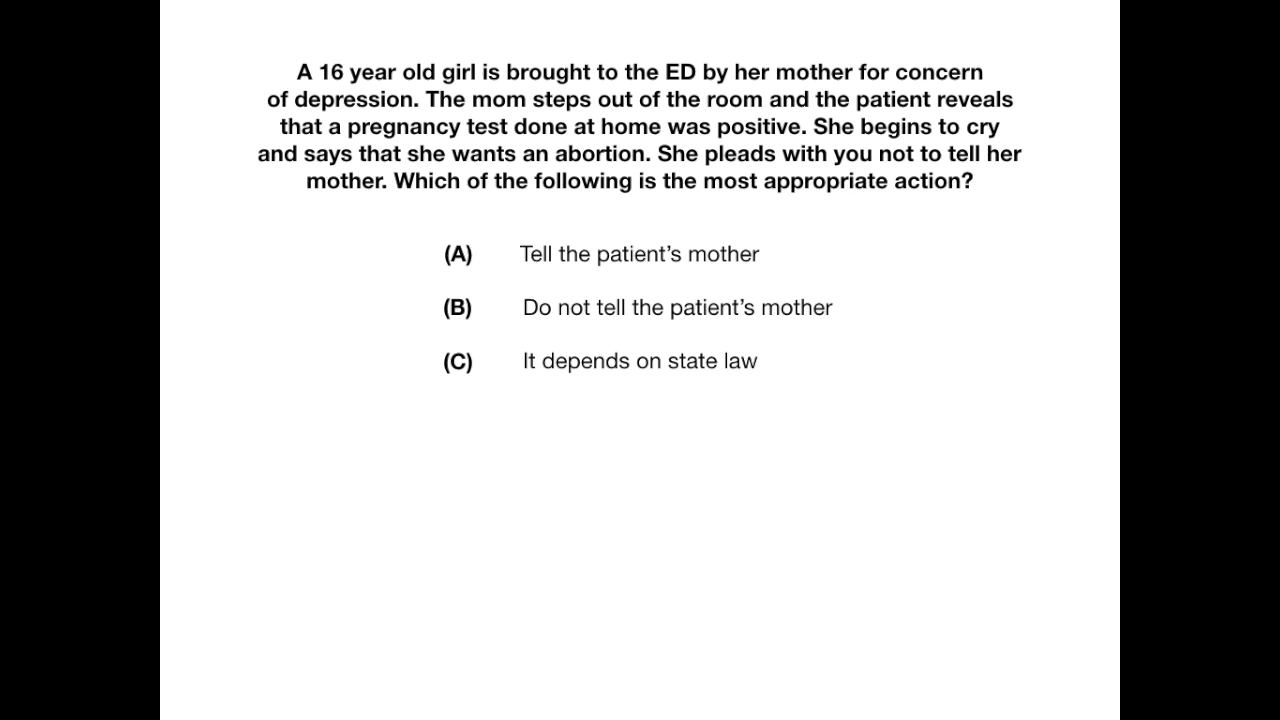 A 16 year old girl is brought to the ED by her mother for concern
of depression. The mom steps out of the room and the patient reveals
that a pregnancy test done at home was positive. She begins to cry
and says that she wants an abortion. She pleads with you not to tell her
mother. Which of the following is the most appropriate action?
(A) Tell the patient’s mother
(B) Do not tell the patient’s mother
(C) It depends on state law